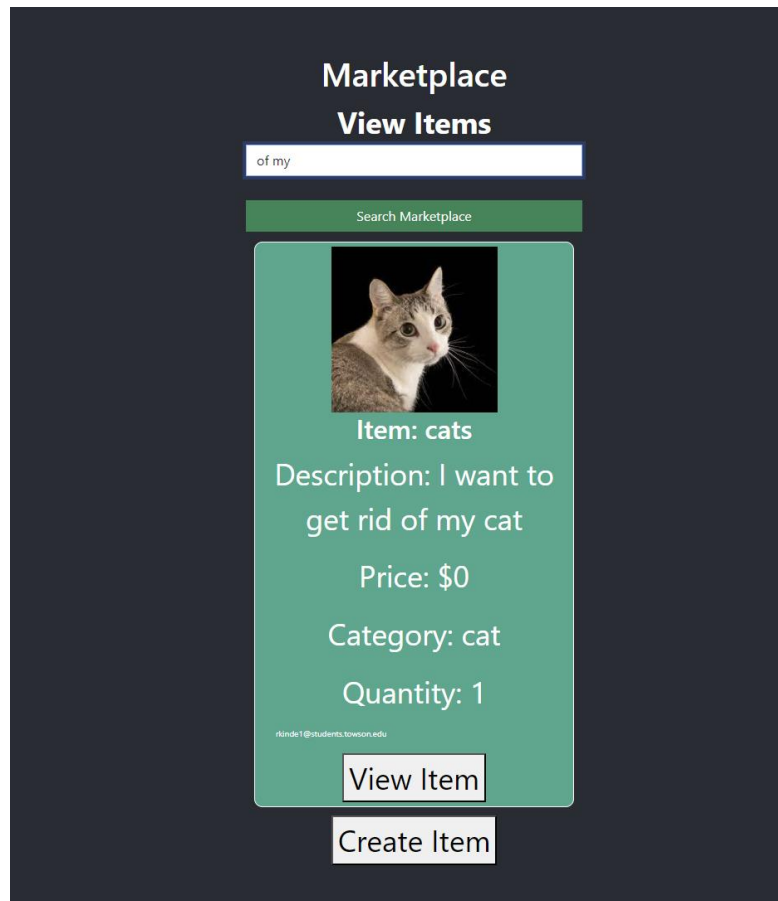 Marketplace
View Items
of my
Search Marketplace
Item: cats
Description: I want to
get rid of my cat
Price: $0
Category: cat
Quantity: 1
rkinde1@students.towson.edu
View Item
Create Item